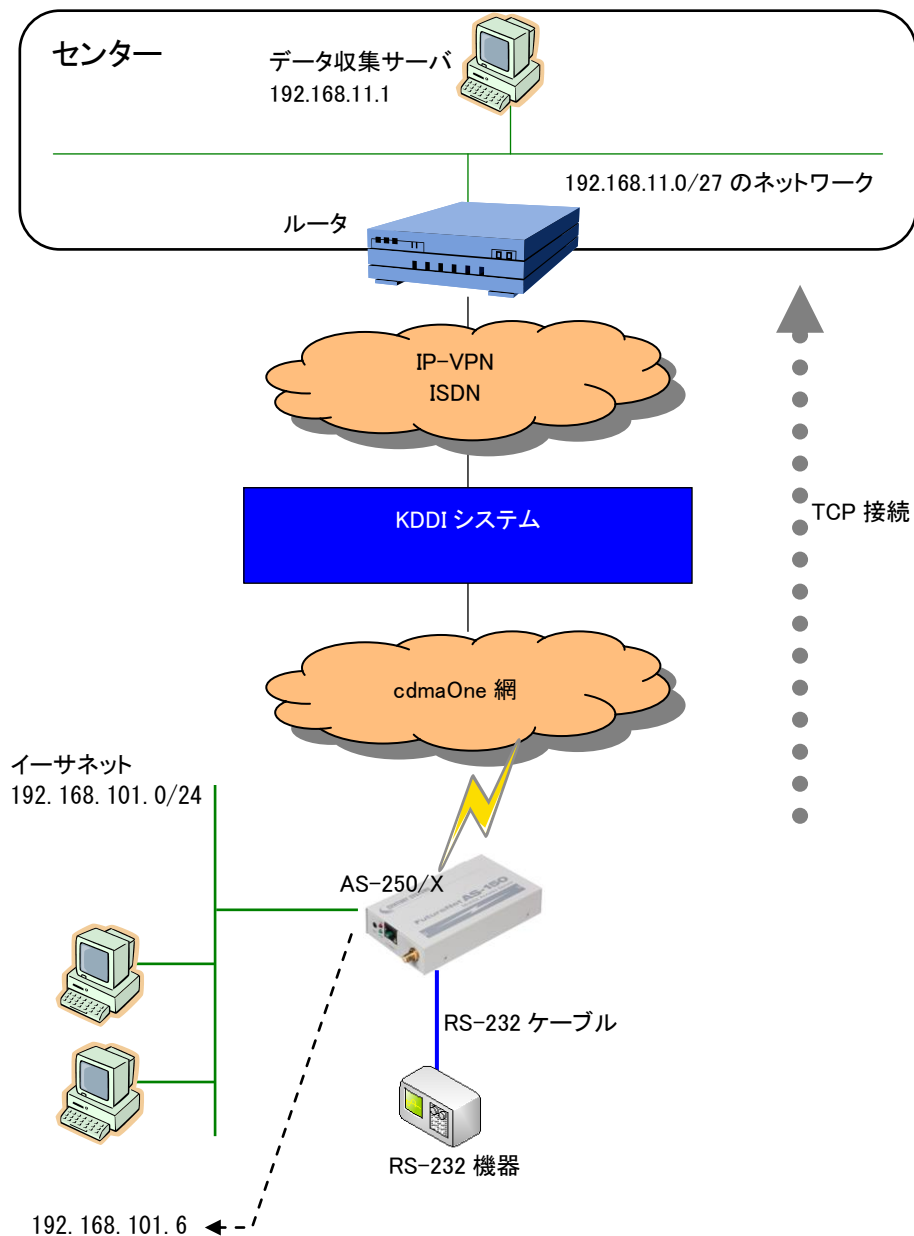 センター
データ収集サーバ
192.168.11.1
192.168.11.0/27 のネットワーク
ルータ
IP-VPN
ISDN
KDDI システム
TCP 接続
cdmaOne 網
イーサネット
192.168.101.0/24
AS-250/X
FutureNet AS-150
RS-232 ケーブル
RS-232 機器
192.168.101.6